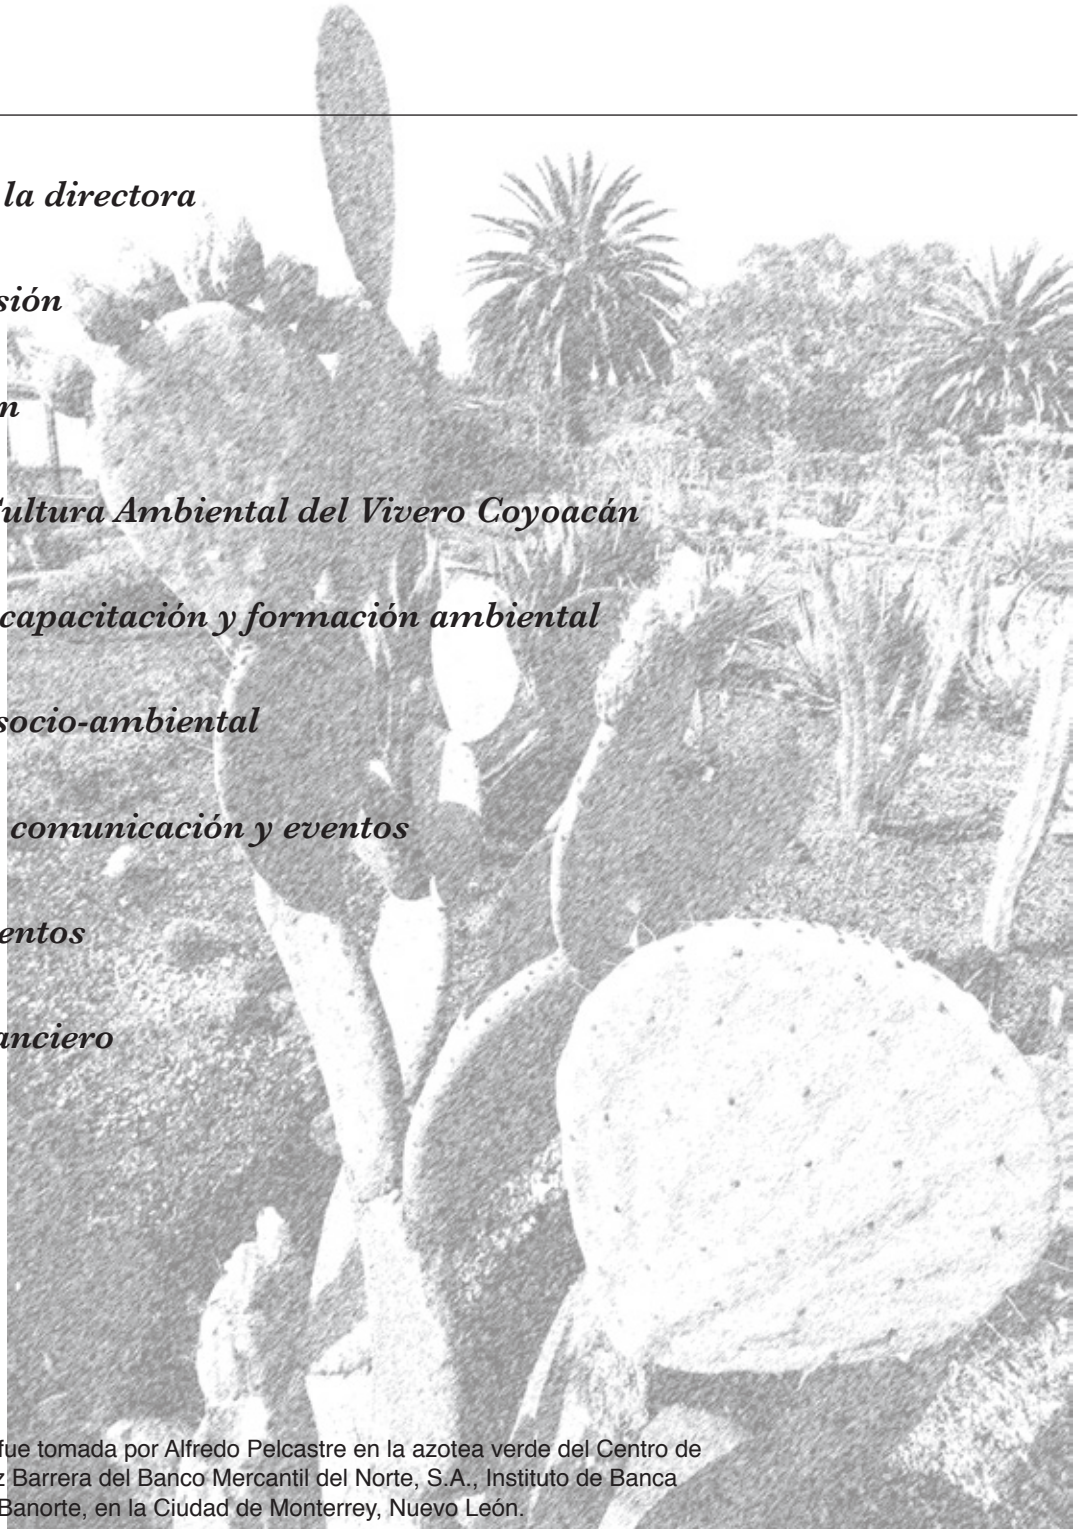 la directora
sión
n
ultura Ambiental del Vivero Coyoacán
capacitación y formación ambiental
socio-ambiental
comunicación y eventos
entos
anciero
fue tomada por Alfredo Pelcastre en la azotea verde del Centro de
z Barrera del Banco Mercantil del Norte, S.A., Instituto de Banca
Banorte, en la Ciudad de Monterrey, Nuevo León.